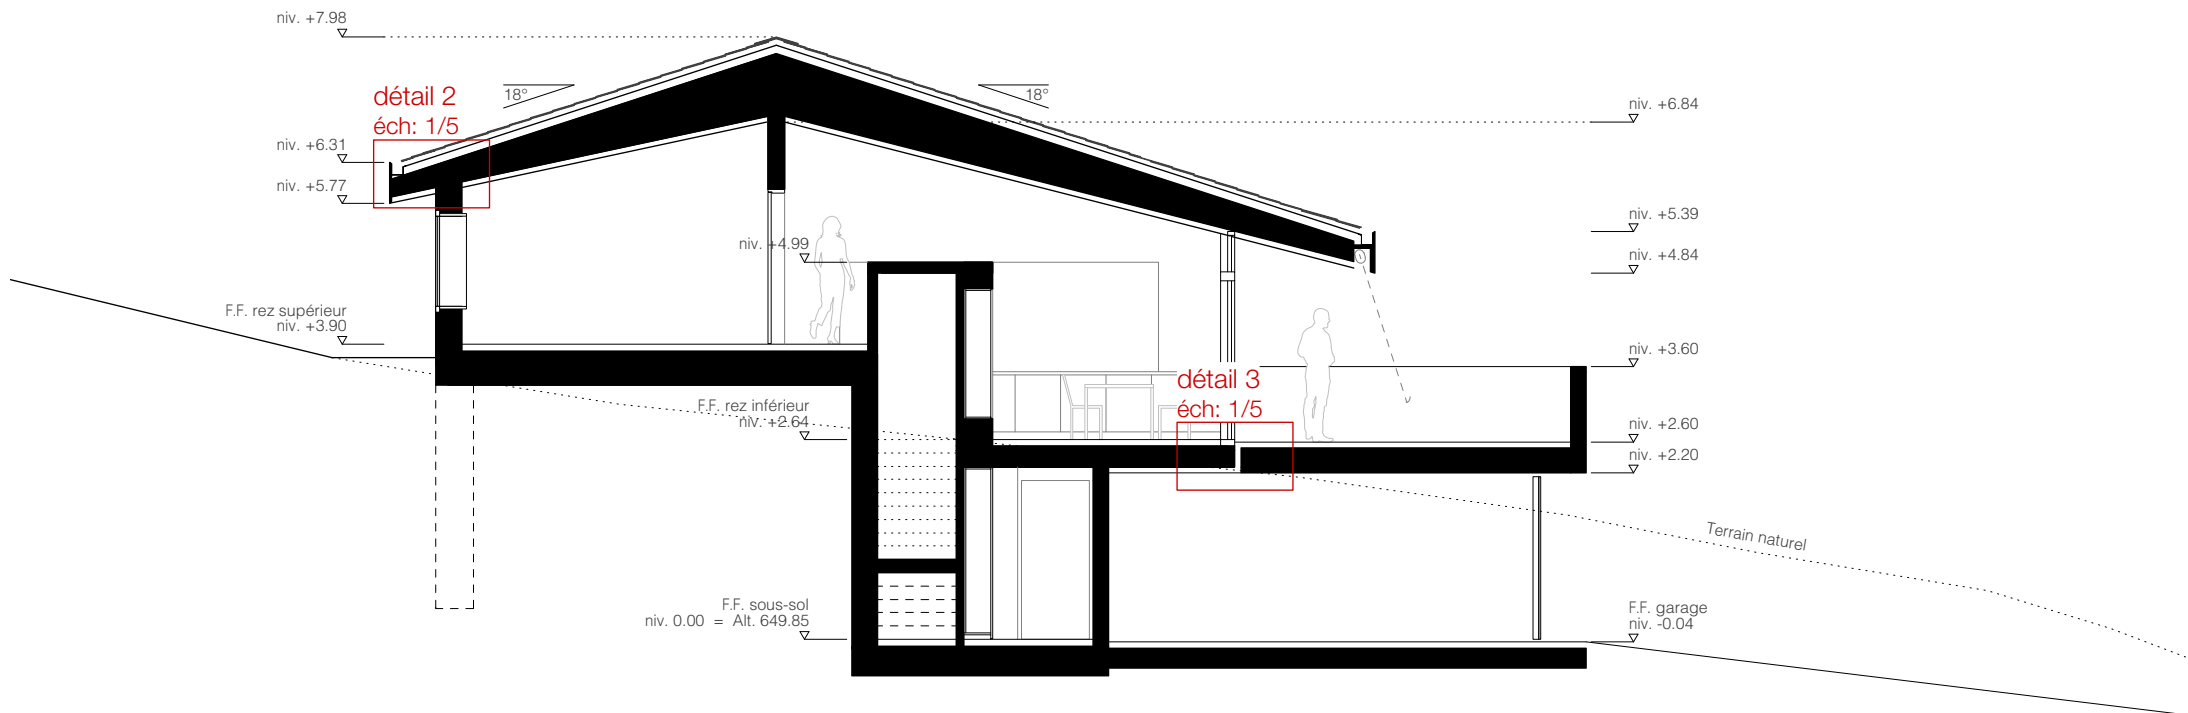 niv. +7.98
18°
18°
détail 2
éch: 1/5
niv. +6.84
niv. +6.31
niv. +5.77
niv. +5.39
niv. +4.99
niv. +4.84
F.F. rez supérieur
niv. +3.90
niv. +3.60
détail 3
éch: 1/5
F.F. rez inférieur
niv. +2.64
niv. +2.60
niv. +2.20
Terrain naturel
F.F. sous-sol
niv. 0.00 = Alt. 649.85
F.F. garage
niv. -0.04